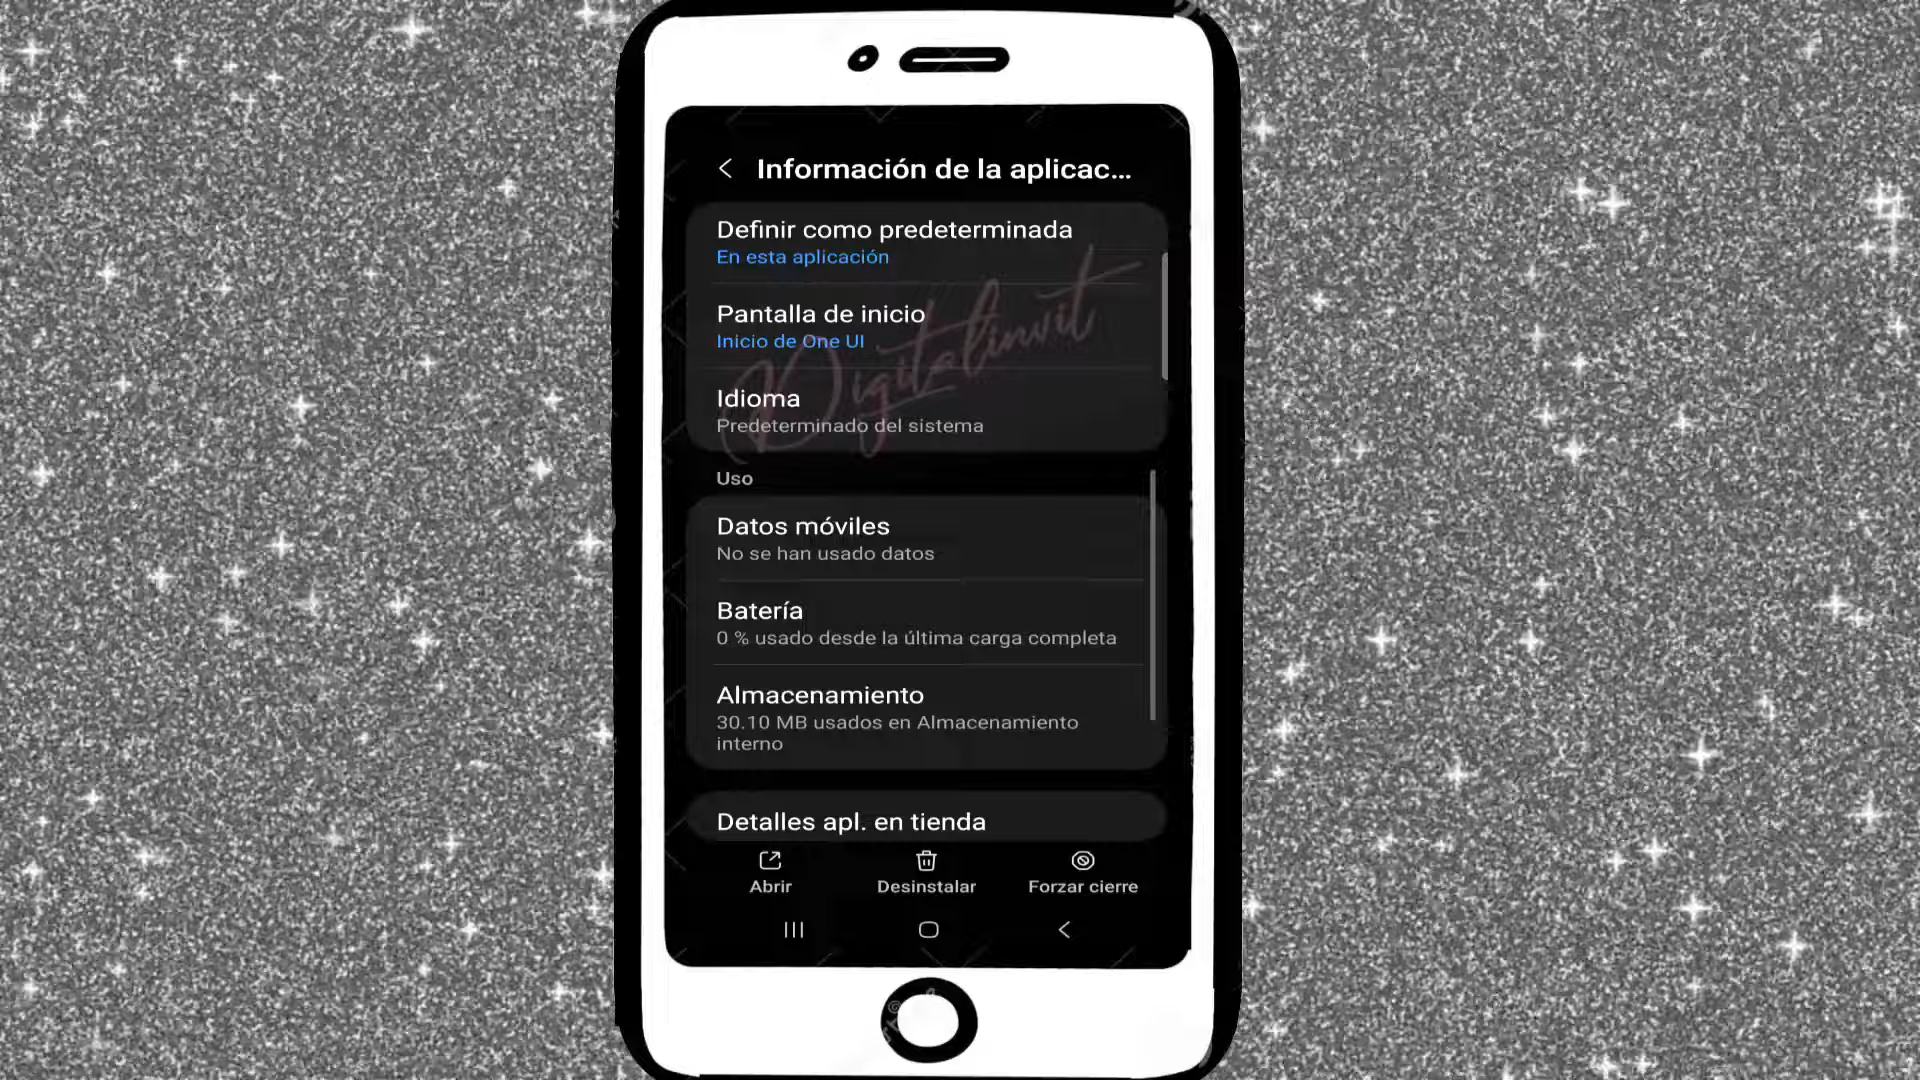 Información de la aplicac...
Definir como predeterminada
En esta aplicación
Pantalla de inicio
Inicio de One UI
Digitalinvit
Idioma
Predeterminado del sistema
Uso
Datos móviles
No se han usado datos
Batería
0 % usado desde la última carga completa
Almacenamiento
30.10 MB usados en Almacenamiento
interno
Detalles apl. en tienda
Abrir
Desinstalar
Forzar cierre